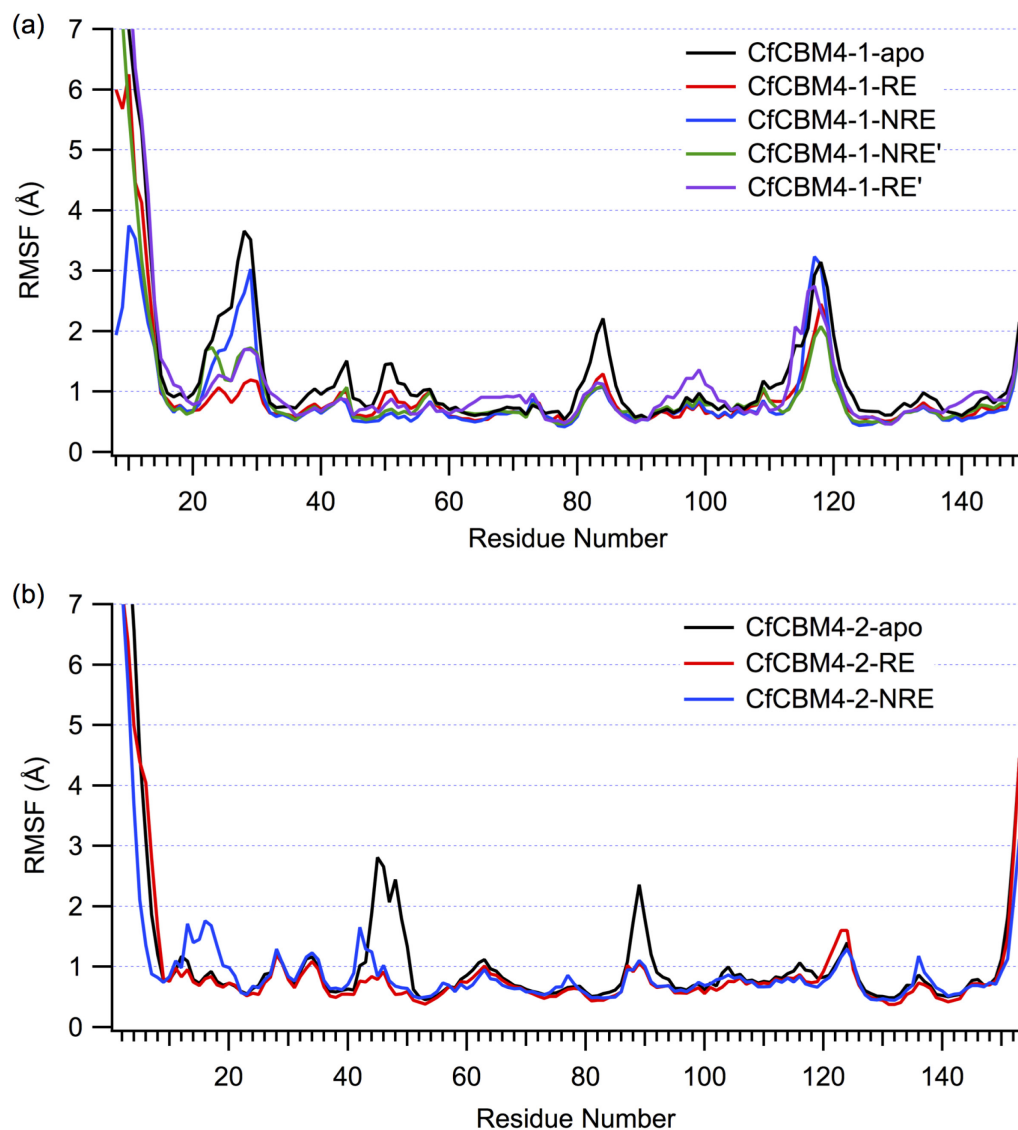 (a)
7
6
5
4
3
2
1
0
RMSF (Å)
CfCBM4-1-apo
CfCBM4-1-RE
CfCBM4-1-NRE
CfCBM4-1-NRE'
CfCBM4-1-RE'
20 40 60 80 100 120 140
Residue Number
(b)
7
6
5
4
3
2
1
0
RMSF (Å)
CfCBM4-2-apo
CfCBM4-2-RE
CfCBM4-2-NRE
20 40 60 80 100 120 140
Residue Number